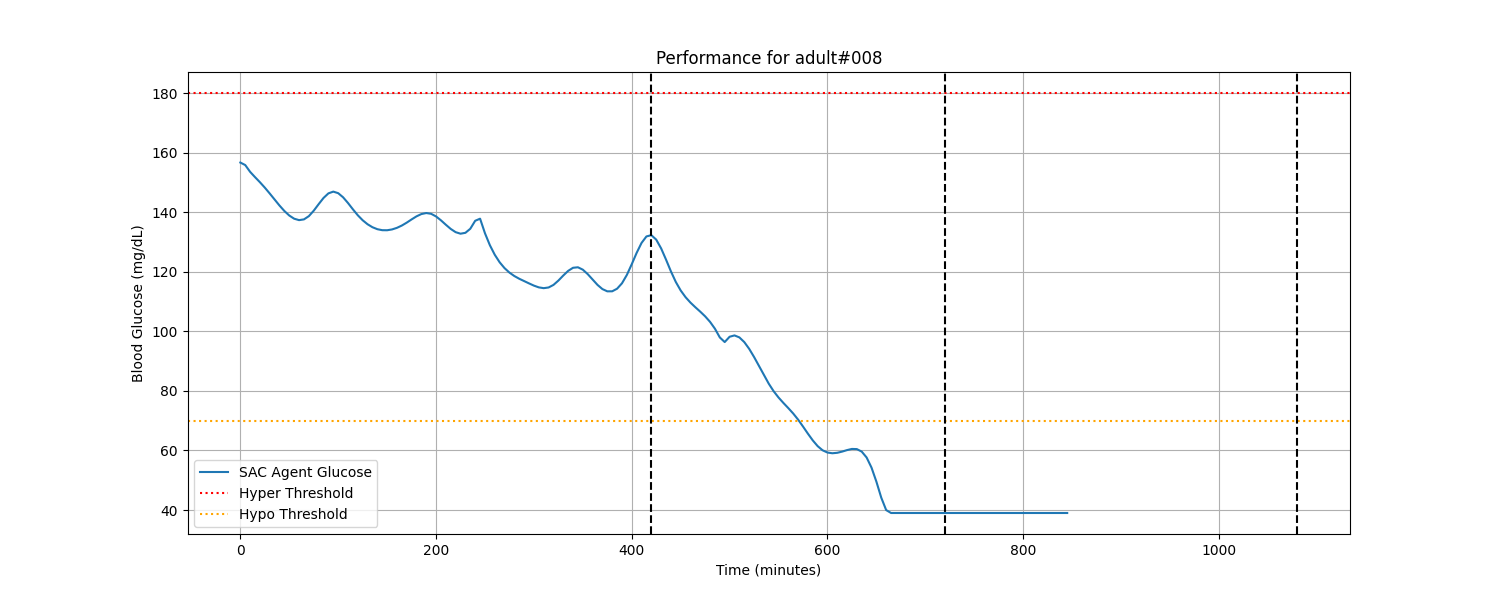 Performance for adult#008
Blood Glucose (mg/dL)
180
160
140
120
100
80
60
40
SAC Agent Glucose
Hyper Threshold
Hypo Threshold
0 200 400 600 800 1000
Time (minutes)